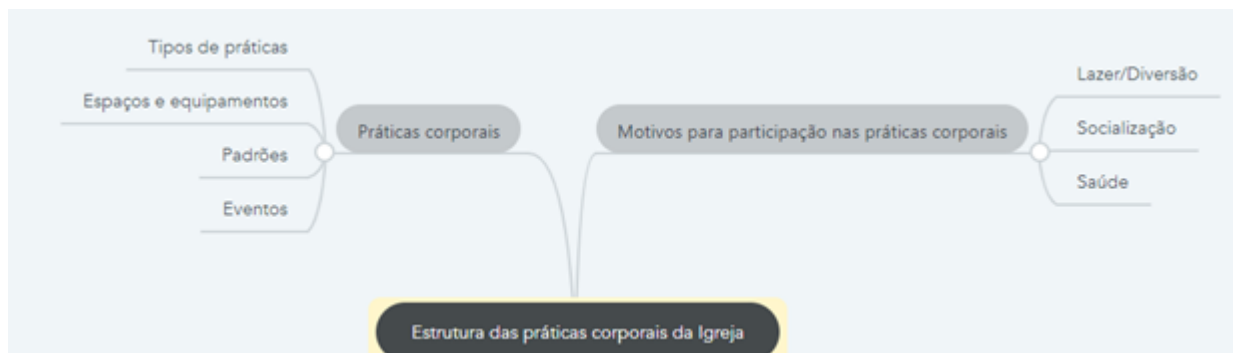 Tipos de práticas
Espaços e equipamentos
Padrões
Eventos
Práticas corporais
Motivos para participação nas práticas corporais
Lazer/Diversão
Socialização
Saúde
Estrutura das práticas corporais da Igreja